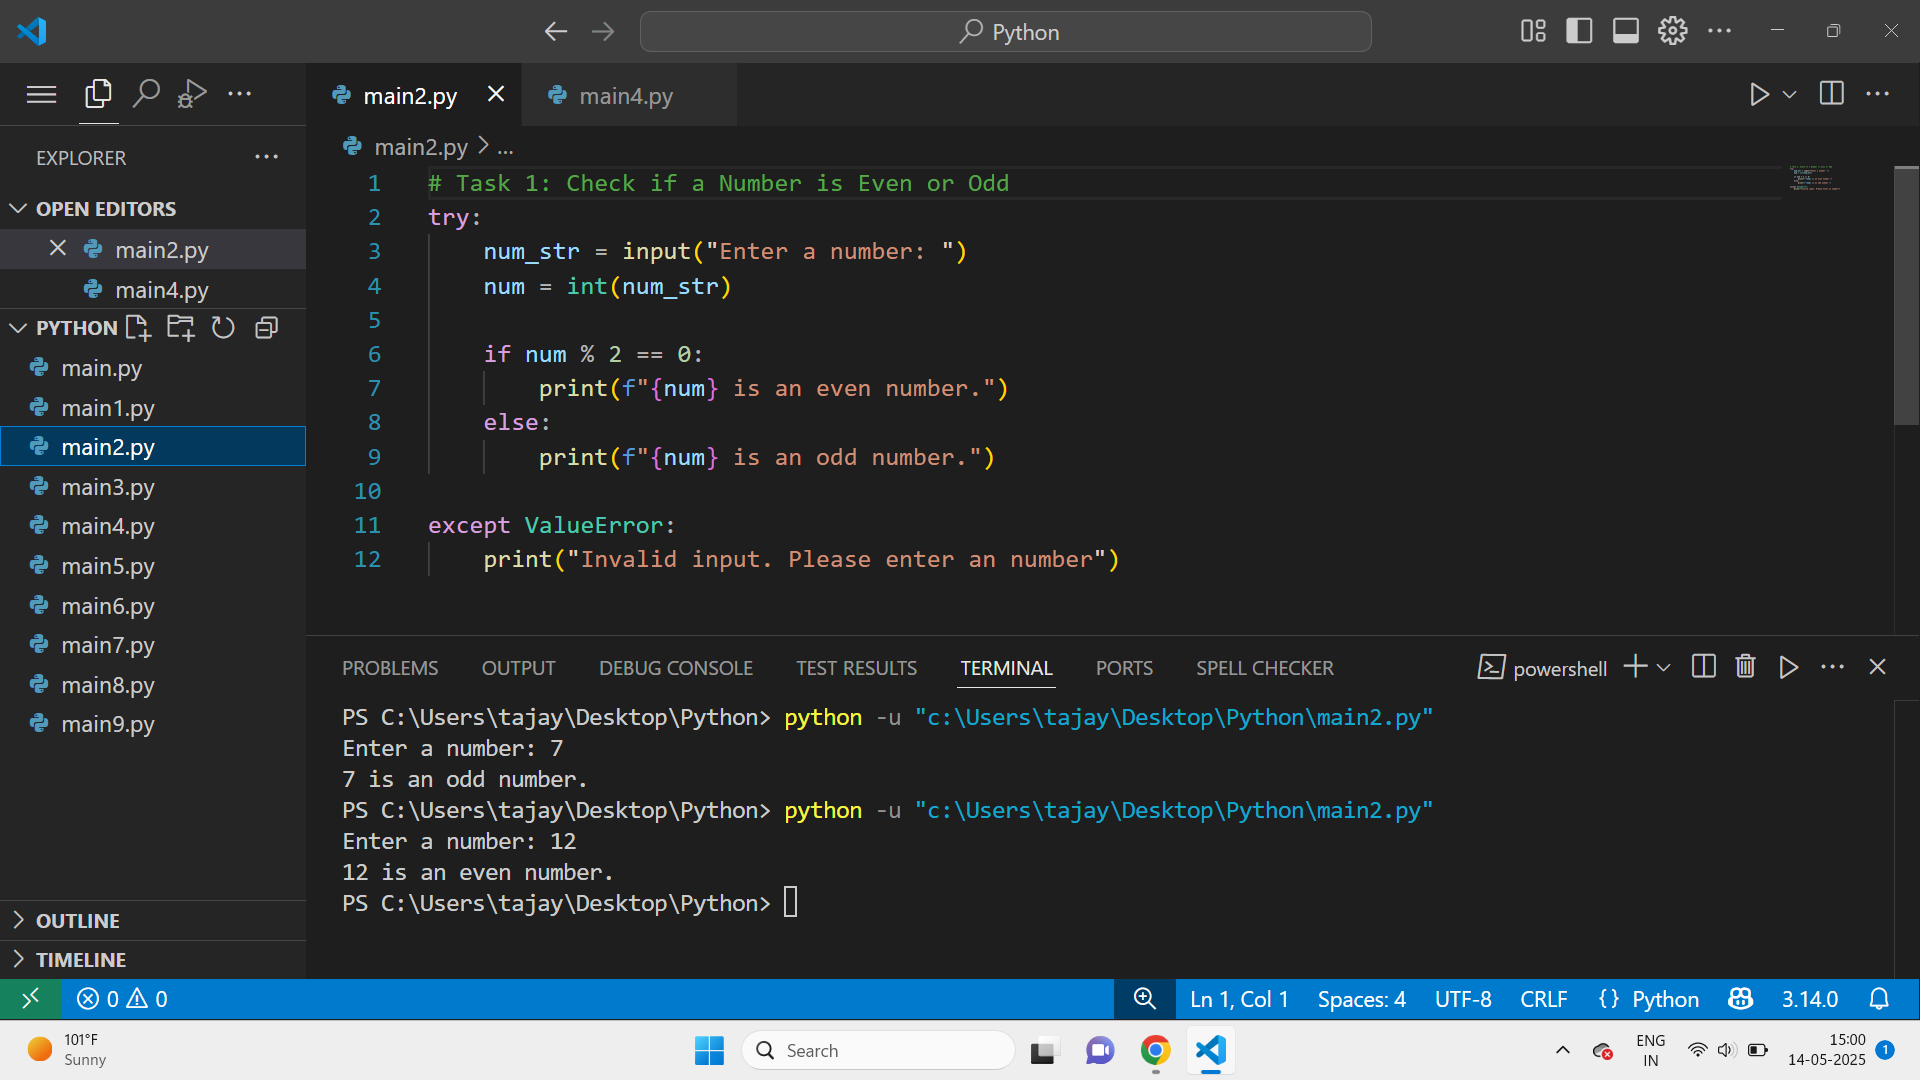 Python
main2.py
main4.py
EXPLORER
main2.py > ...
OPEN EDITORS
main2.py
main4.py
PYTHON
main.py
main1.py
main2.py
main3.py
main4.py
main5.py
main6.py
main7.py
main8.py
main9.py
OUTLINE
TIMELINE
1 # Task 1: Check if a Number is Even or Odd
2 try:
3     num_str = input("Enter a number: ")
4     num = int(num_str)
5
6     if num % 2 == 0:
7         print(f"{num} is an even number.")
8     else:
9         print(f"{num} is an odd number.")
10
11 except ValueError:
12     print("Invalid input. Please enter an number")
PROBLEMS OUTPUT DEBUG CONSOLE TEST RESULTS TERMINAL PORTS SPELL CHECKER powershell
PS C:\Users\tajay\Desktop\Python> python -u "c:\Users\tajay\Desktop\Python\main2.py"
Enter a number: 7
7 is an odd number.
PS C:\Users\tajay\Desktop\Python> python -u "c:\Users\tajay\Desktop\Python\main2.py"
Enter a number: 12
12 is an even number.
PS C:\Users\tajay\Desktop\Python>
0 0 Ln 1, Col 1 Spaces: 4 UTF-8 CRLF {} Python 3.14.0
101°F
Sunny
Search
ENG
IN
15:00
14-05-2025
1